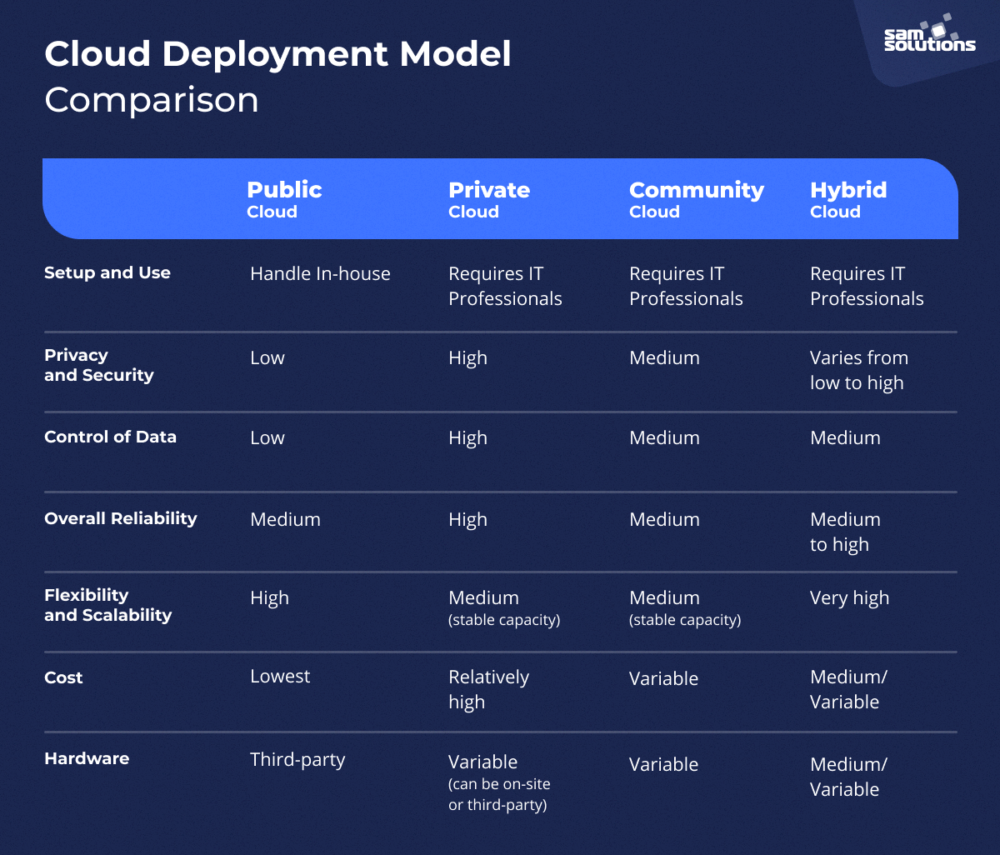 Cloud Deployment Model
Comparison
sam
solutions
Public
Cloud
Private
Cloud
Community
Cloud
Hybrid
Cloud
Setup and Use
Handle In-house
Requires IT
Professionals
Requires IT
Professionals
Requires IT
Professionals
Privacy
and Security
Low
High
Medium
Varies from
low to high
Control of Data
Low
High
Medium
Medium
Overall Reliability
Medium
High
Medium
Medium
to high
Flexibility
and Scalability
High
Medium
(stable capacity)
Medium
(stable capacity)
Very high
Cost
Lowest
Relatively
high
Variable
Medium/
Variable
Hardware
Third-party
Variable
(can be on-site
or third-party)
Variable
Medium/
Variable